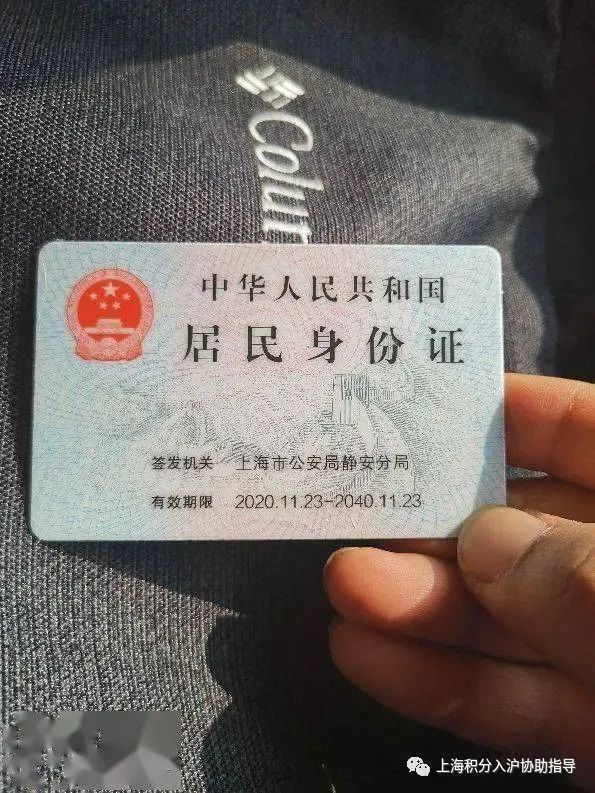 Colum
中华人民共和国
居民身份证
签发机关 上海市公安局静安分局
有效期限 2020.11.23-2040.11.23
上海积分入沪协助指导